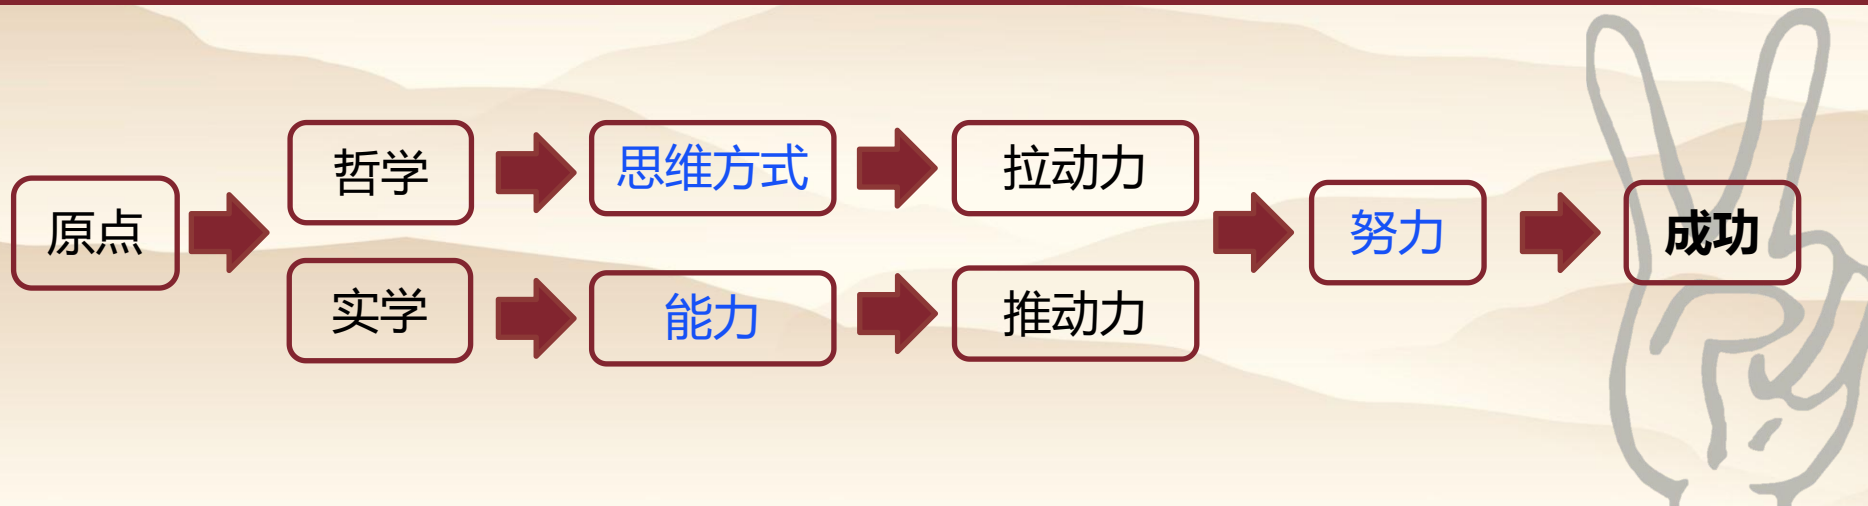 原点
哲学
思维方式
拉动力
实学
能力
推动力
努力
成功